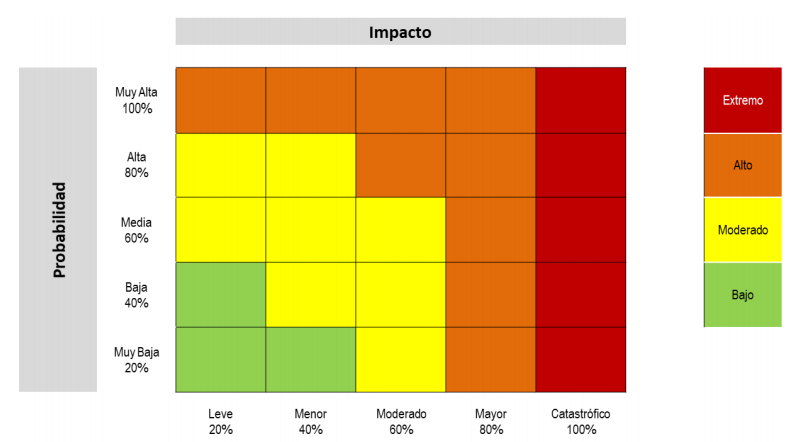 Impacto
Probabilidad
Muy Alta
100%
Alta
80%
Media
60%
Baja
40%
Muy Baja
20%
Leve
20%
Menor
40%
Moderado
60%
Mayor
80%
Catastrófico
100%
Extremo
Alto
Moderado
Bajo